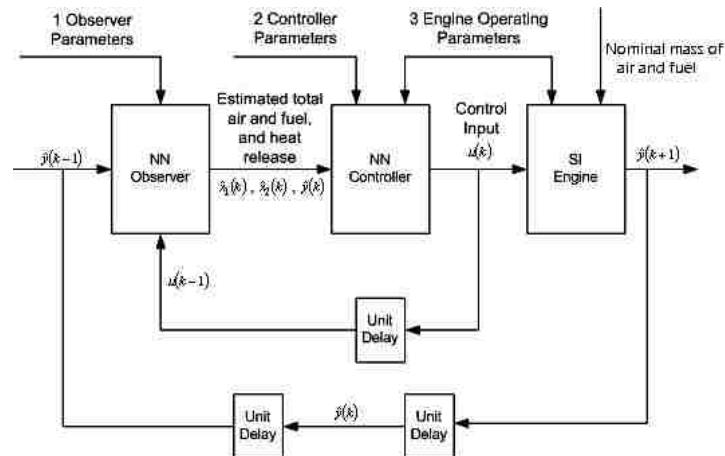 1 Observer
Parameters
2 Controller
Parameters
3 Engine Operating
Parameters
Nominal mass of
air and fuel
Estimated total
air and fuel,
and heat
release
Control
Input
u(k)
ŷ(k−1)
NN
Observer
x̂₁(k) , x̂₂(k) , ŷ(k)
NN
Controller
SI
Engine
ŷ(k+1)
u(k−1)
Unit
Delay
Unit
Delay
ŷ(k)
Unit
Delay